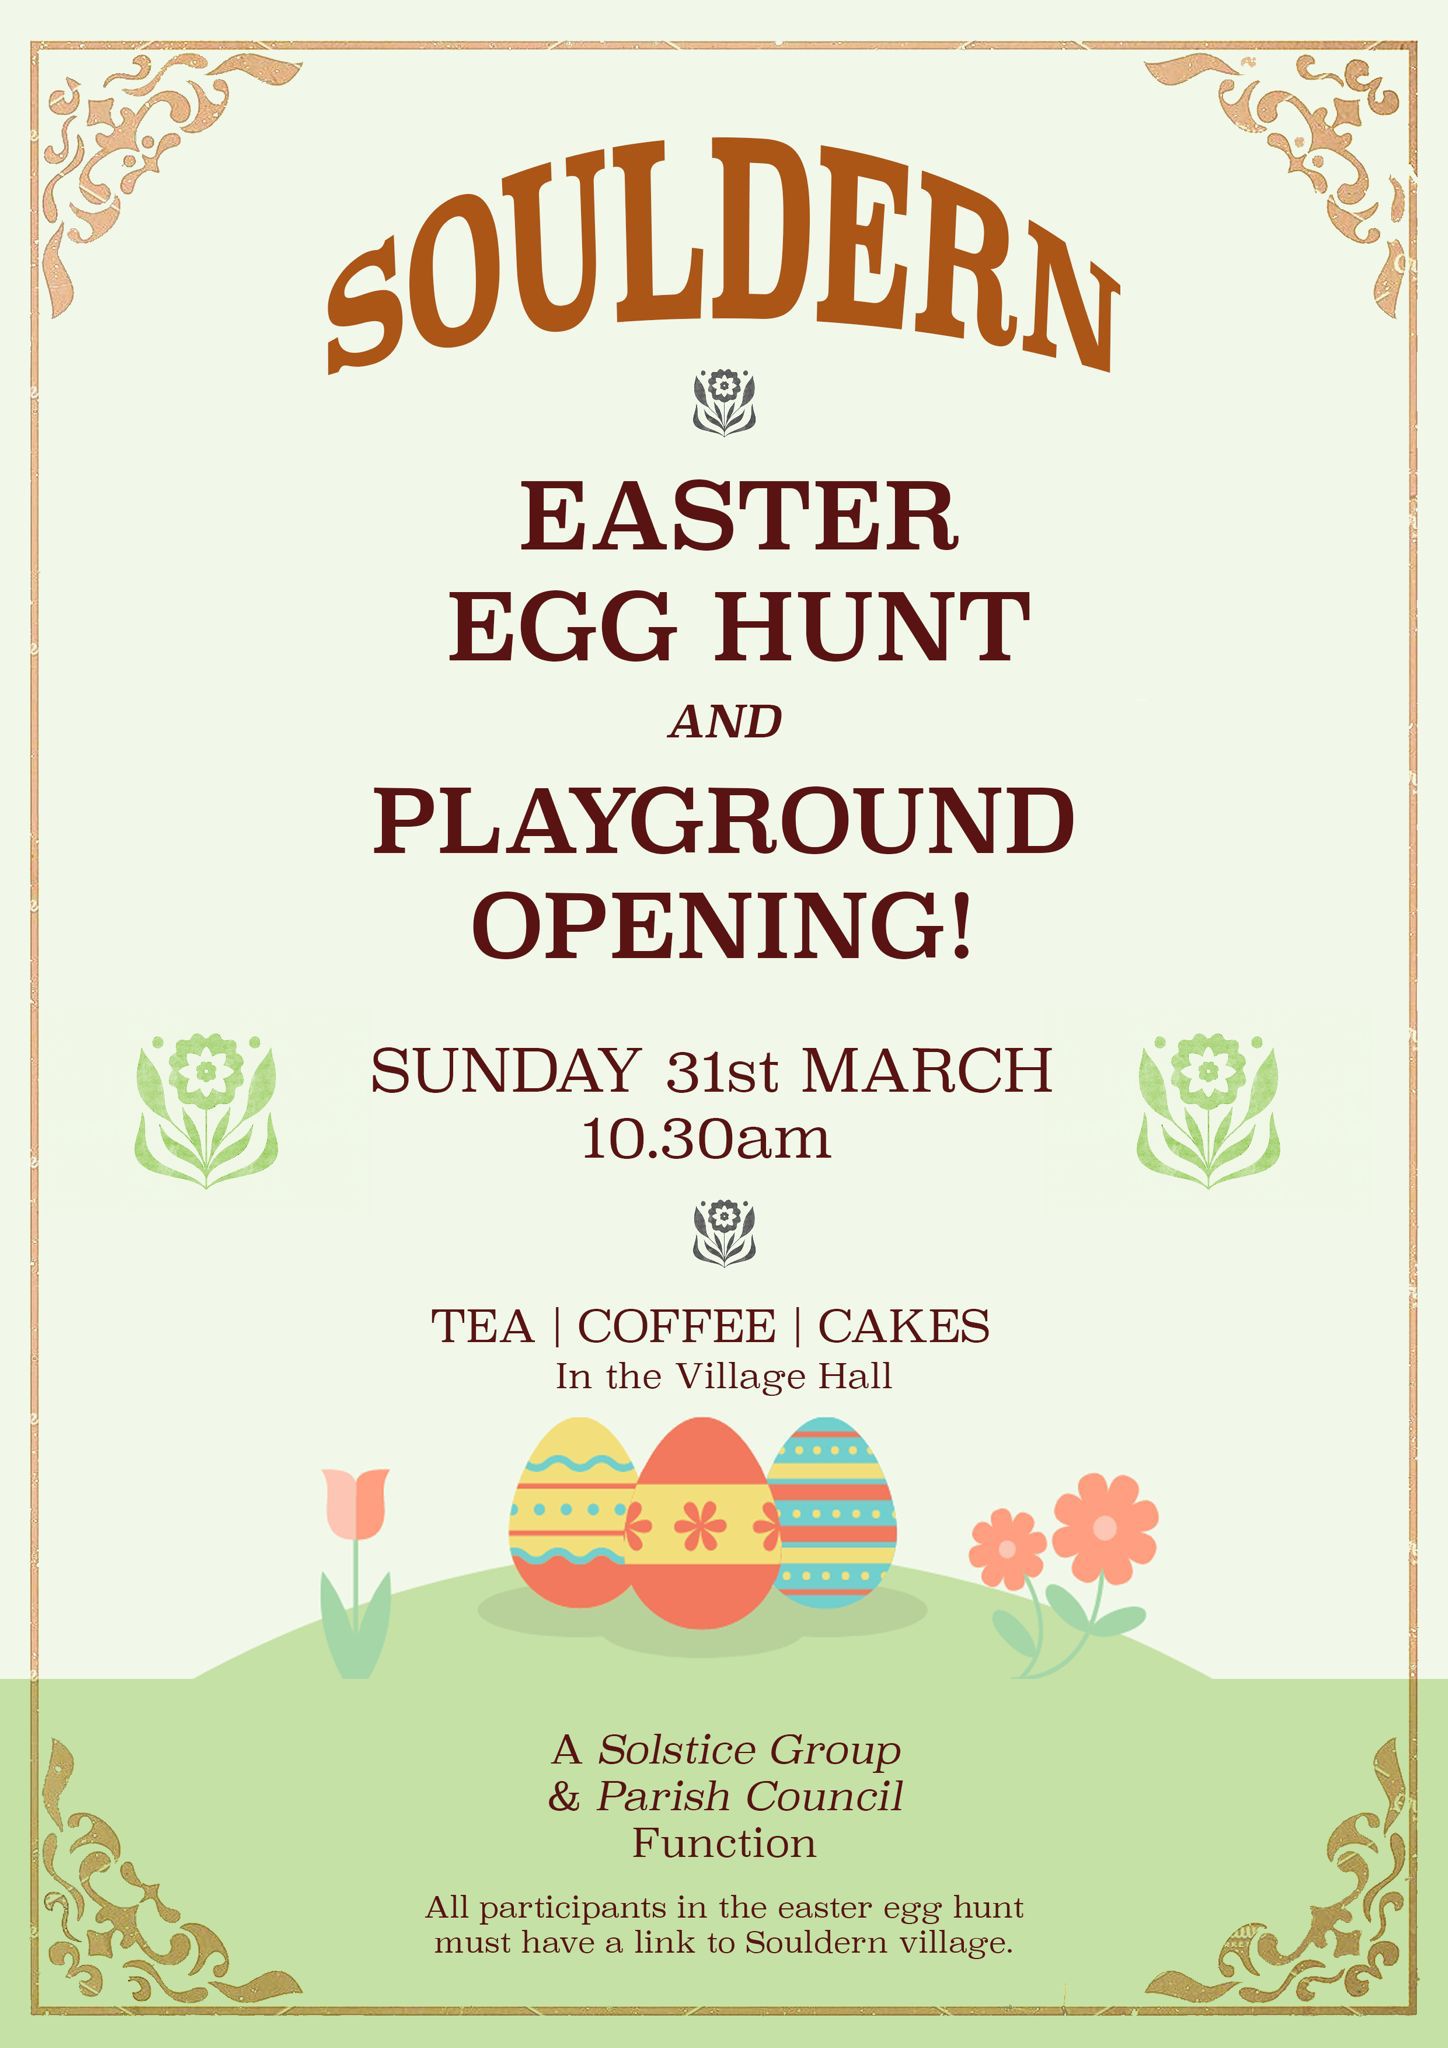 SOULDERN
EASTER
EGG HUNT
AND
PLAYGROUND
OPENING!
SUNDAY 31st MARCH
10.30am
TEA | COFFEE | CAKES
In the Village Hall
A Solstice Group
& Parish Council
Function
All participants in the easter egg hunt
must have a link to Souldern village.